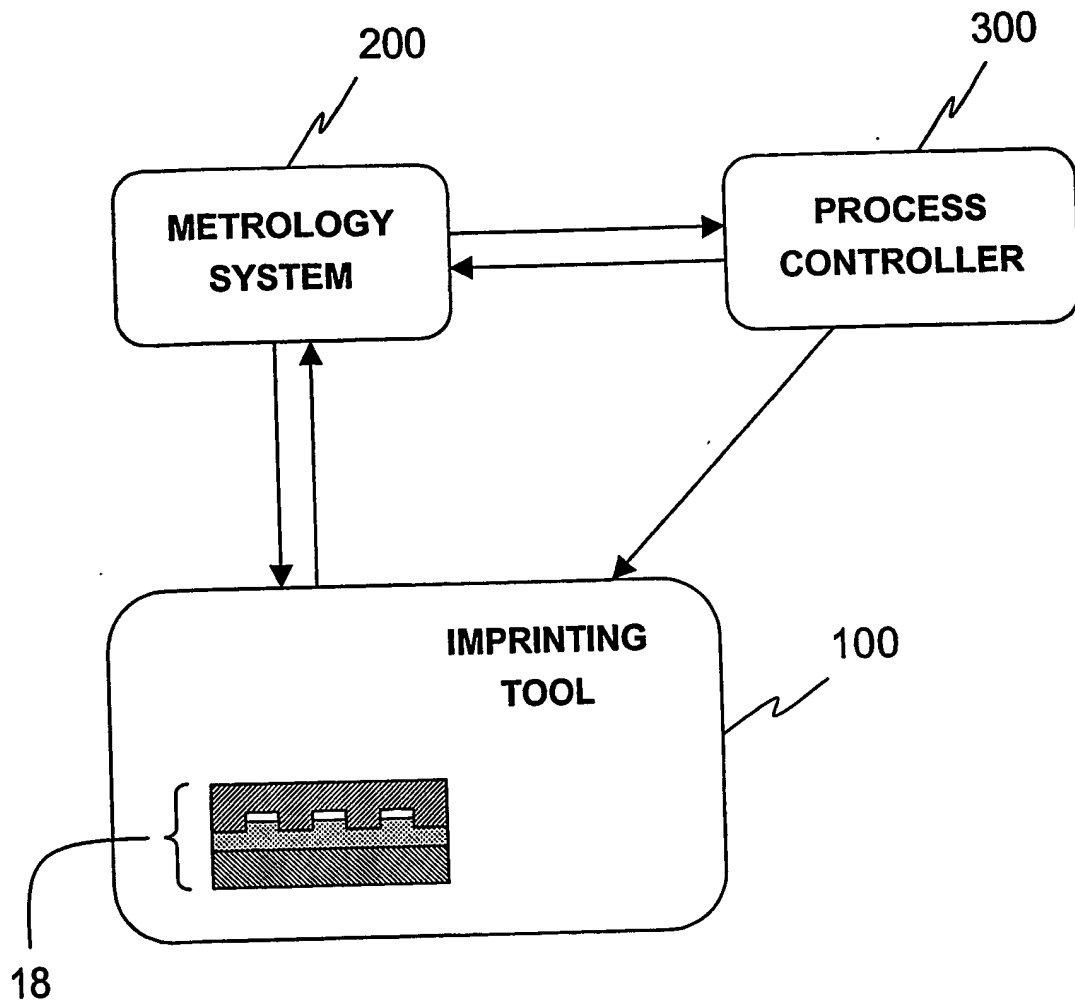 200
300
METROLOGY
SYSTEM
PROCESS
CONTROLLER
IMPRINTING
TOOL
100
18